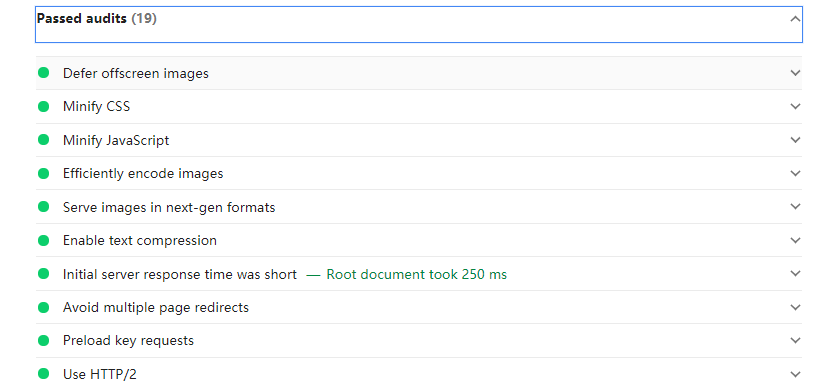 Passed audits (19)
Defer offscreen images
Minify CSS
Minify JavaScript
Efficiently encode images
Serve images in next-gen formats
Enable text compression
Initial server response time was short — Root document took 250 ms
Avoid multiple page redirects
Preload key requests
Use HTTP/2